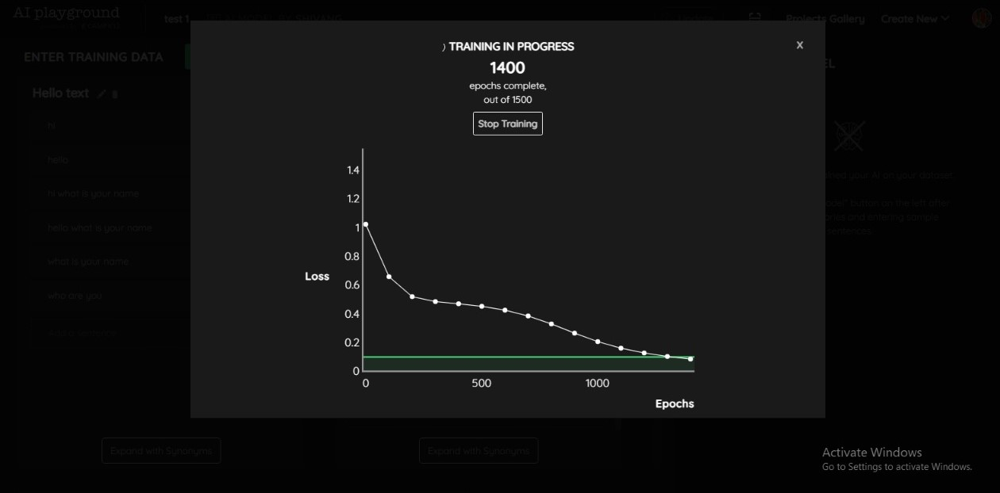 AI playground
test 1
Projects Gallery
Create New
ENTER TRAINING DATA
Hello text
hi
hello
hi what is your name
hello what is your name
what is your name
who are you
Add a sentence
Expand with Synonyms
Expand with Synonyms
) TRAINING IN PROGRESS
X
1400
epochs complete,
out of 1500
Stop Training
1.4
1.2
1
0.8
0.6
0.4
0.2
0
Loss
0
500
1000
Epochs
EL
ined your AI on your dataset
button on the left after
ries and entering sample
sentences.
Activate Windows
Go to Settings to activate Windows.